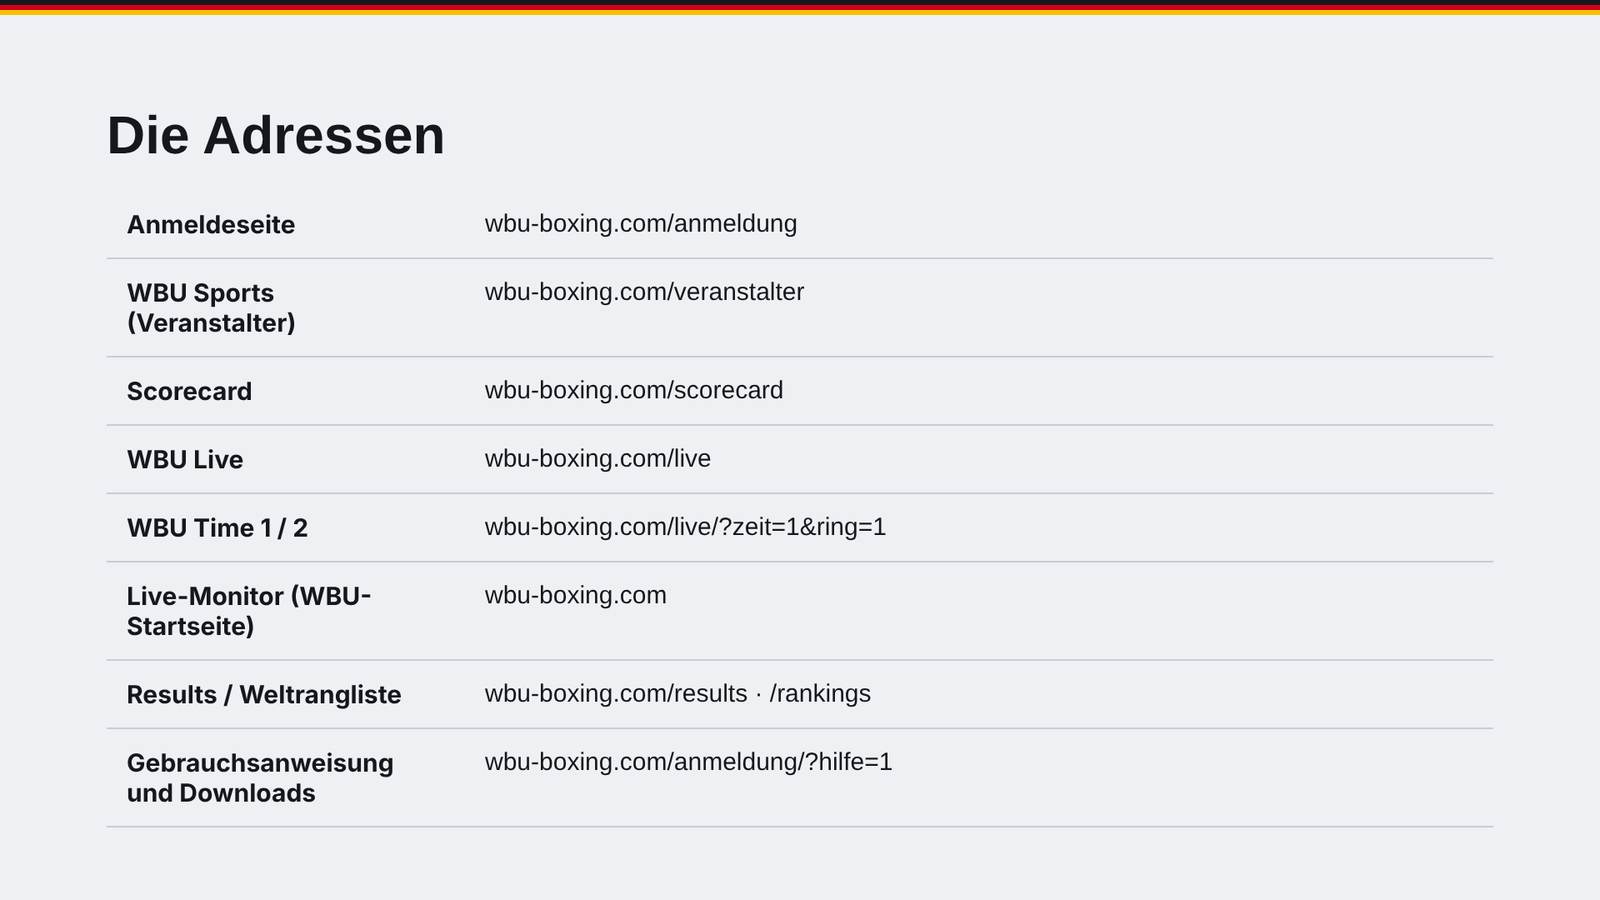 Die Adressen
Anmeldeseite
wbu-boxing.com/anmeldung
WBU Sports
(Veranstalter)
wbu-boxing.com/veranstalter
Scorecard
wbu-boxing.com/scorecard
WBU Live
wbu-boxing.com/live
WBU Time 1 / 2
wbu-boxing.com/live/?zeit=1&ring=1
Live-Monitor (WBU-
Startseite)
wbu-boxing.com
Results / Weltrangliste
wbu-boxing.com/results · /rankings
Gebrauchsanweisung
und Downloads
wbu-boxing.com/anmeldung/?hilfe=1